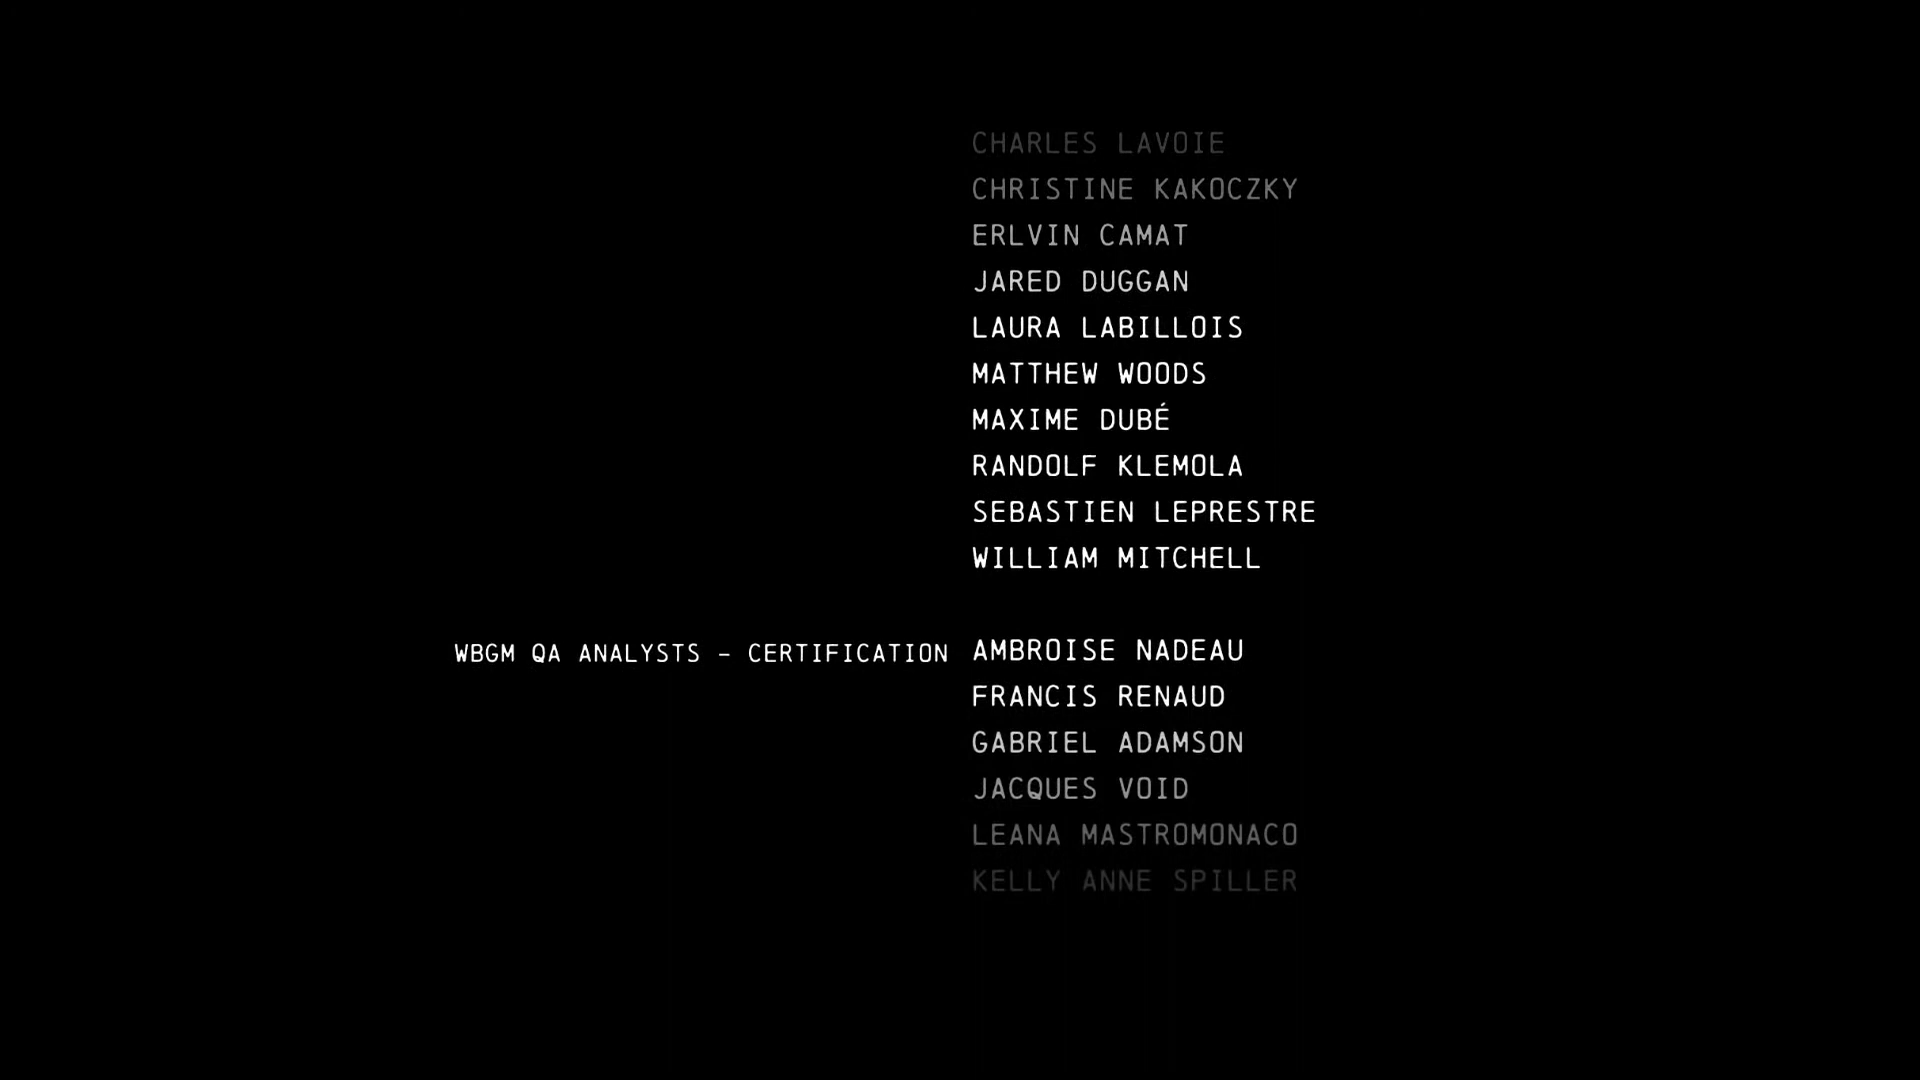 CHARLES LAVOIE
CHRISTINE KAKOCZKY
ERLVIN CAMAT
JARED DUGGAN
LAURA LABILLOIS
MATTHEW WOODS
MAXIME DUBÉ
RANDOLF KLEMOLA
SEBASTIEN LEPRESTRE
WILLIAM MITCHELL
WBGM QA ANALYSTS – CERTIFICATION AMBROISE NADEAU
FRANCIS RENAUD
GABRIEL ADAMSON
JACQUES VOID
LEANA MASTROMONACO
KELLY ANNE SPILLER